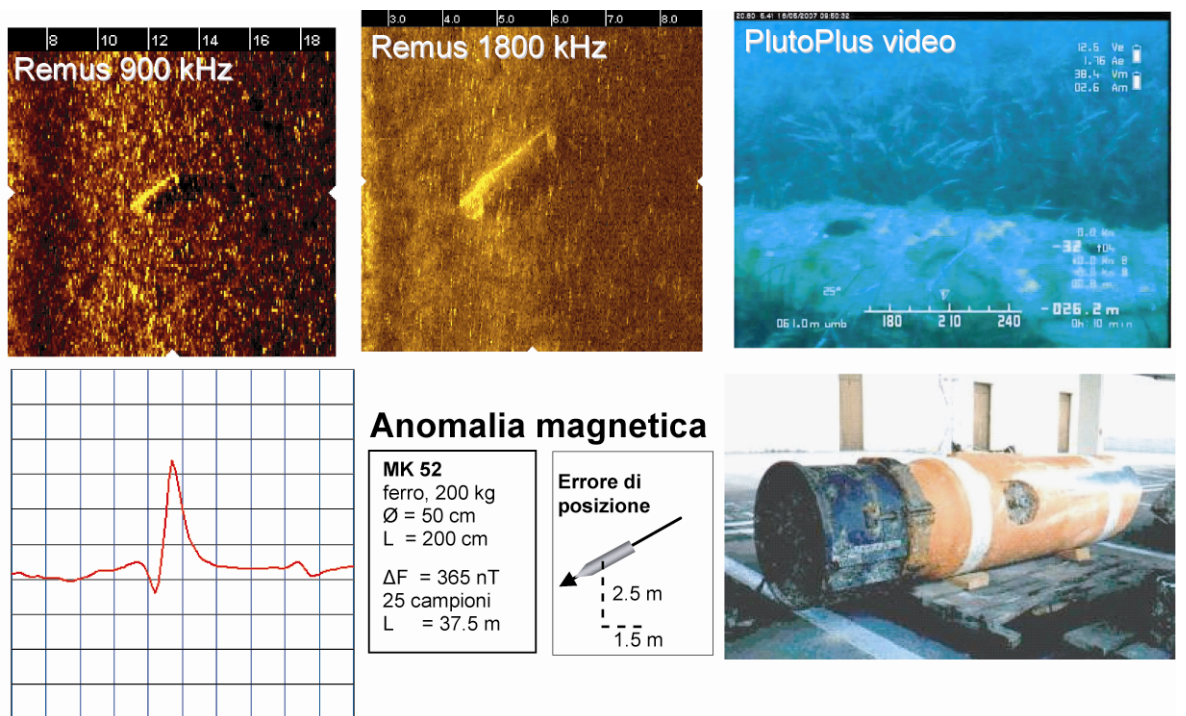 8 10 12 14 16 18
Remus 900 kHz
3.0 4.0 5.0 6.0 7.0 8.0
Remus 1800 kHz
PlutoPlus video
12.6 Ve
1.76 Ae
38.4 Vm
02.6 Am
-32
25°
-026.2 m
061.0m umb
180 210 240
0h 10 min
Anomalia magnetica
MK 52
ferro, 200 kg
Ø = 50 cm
L = 200 cm
ΔF = 365 nT
25 campioni
L = 37.5 m
Errore di
posizione
2.5 m
1.5 m